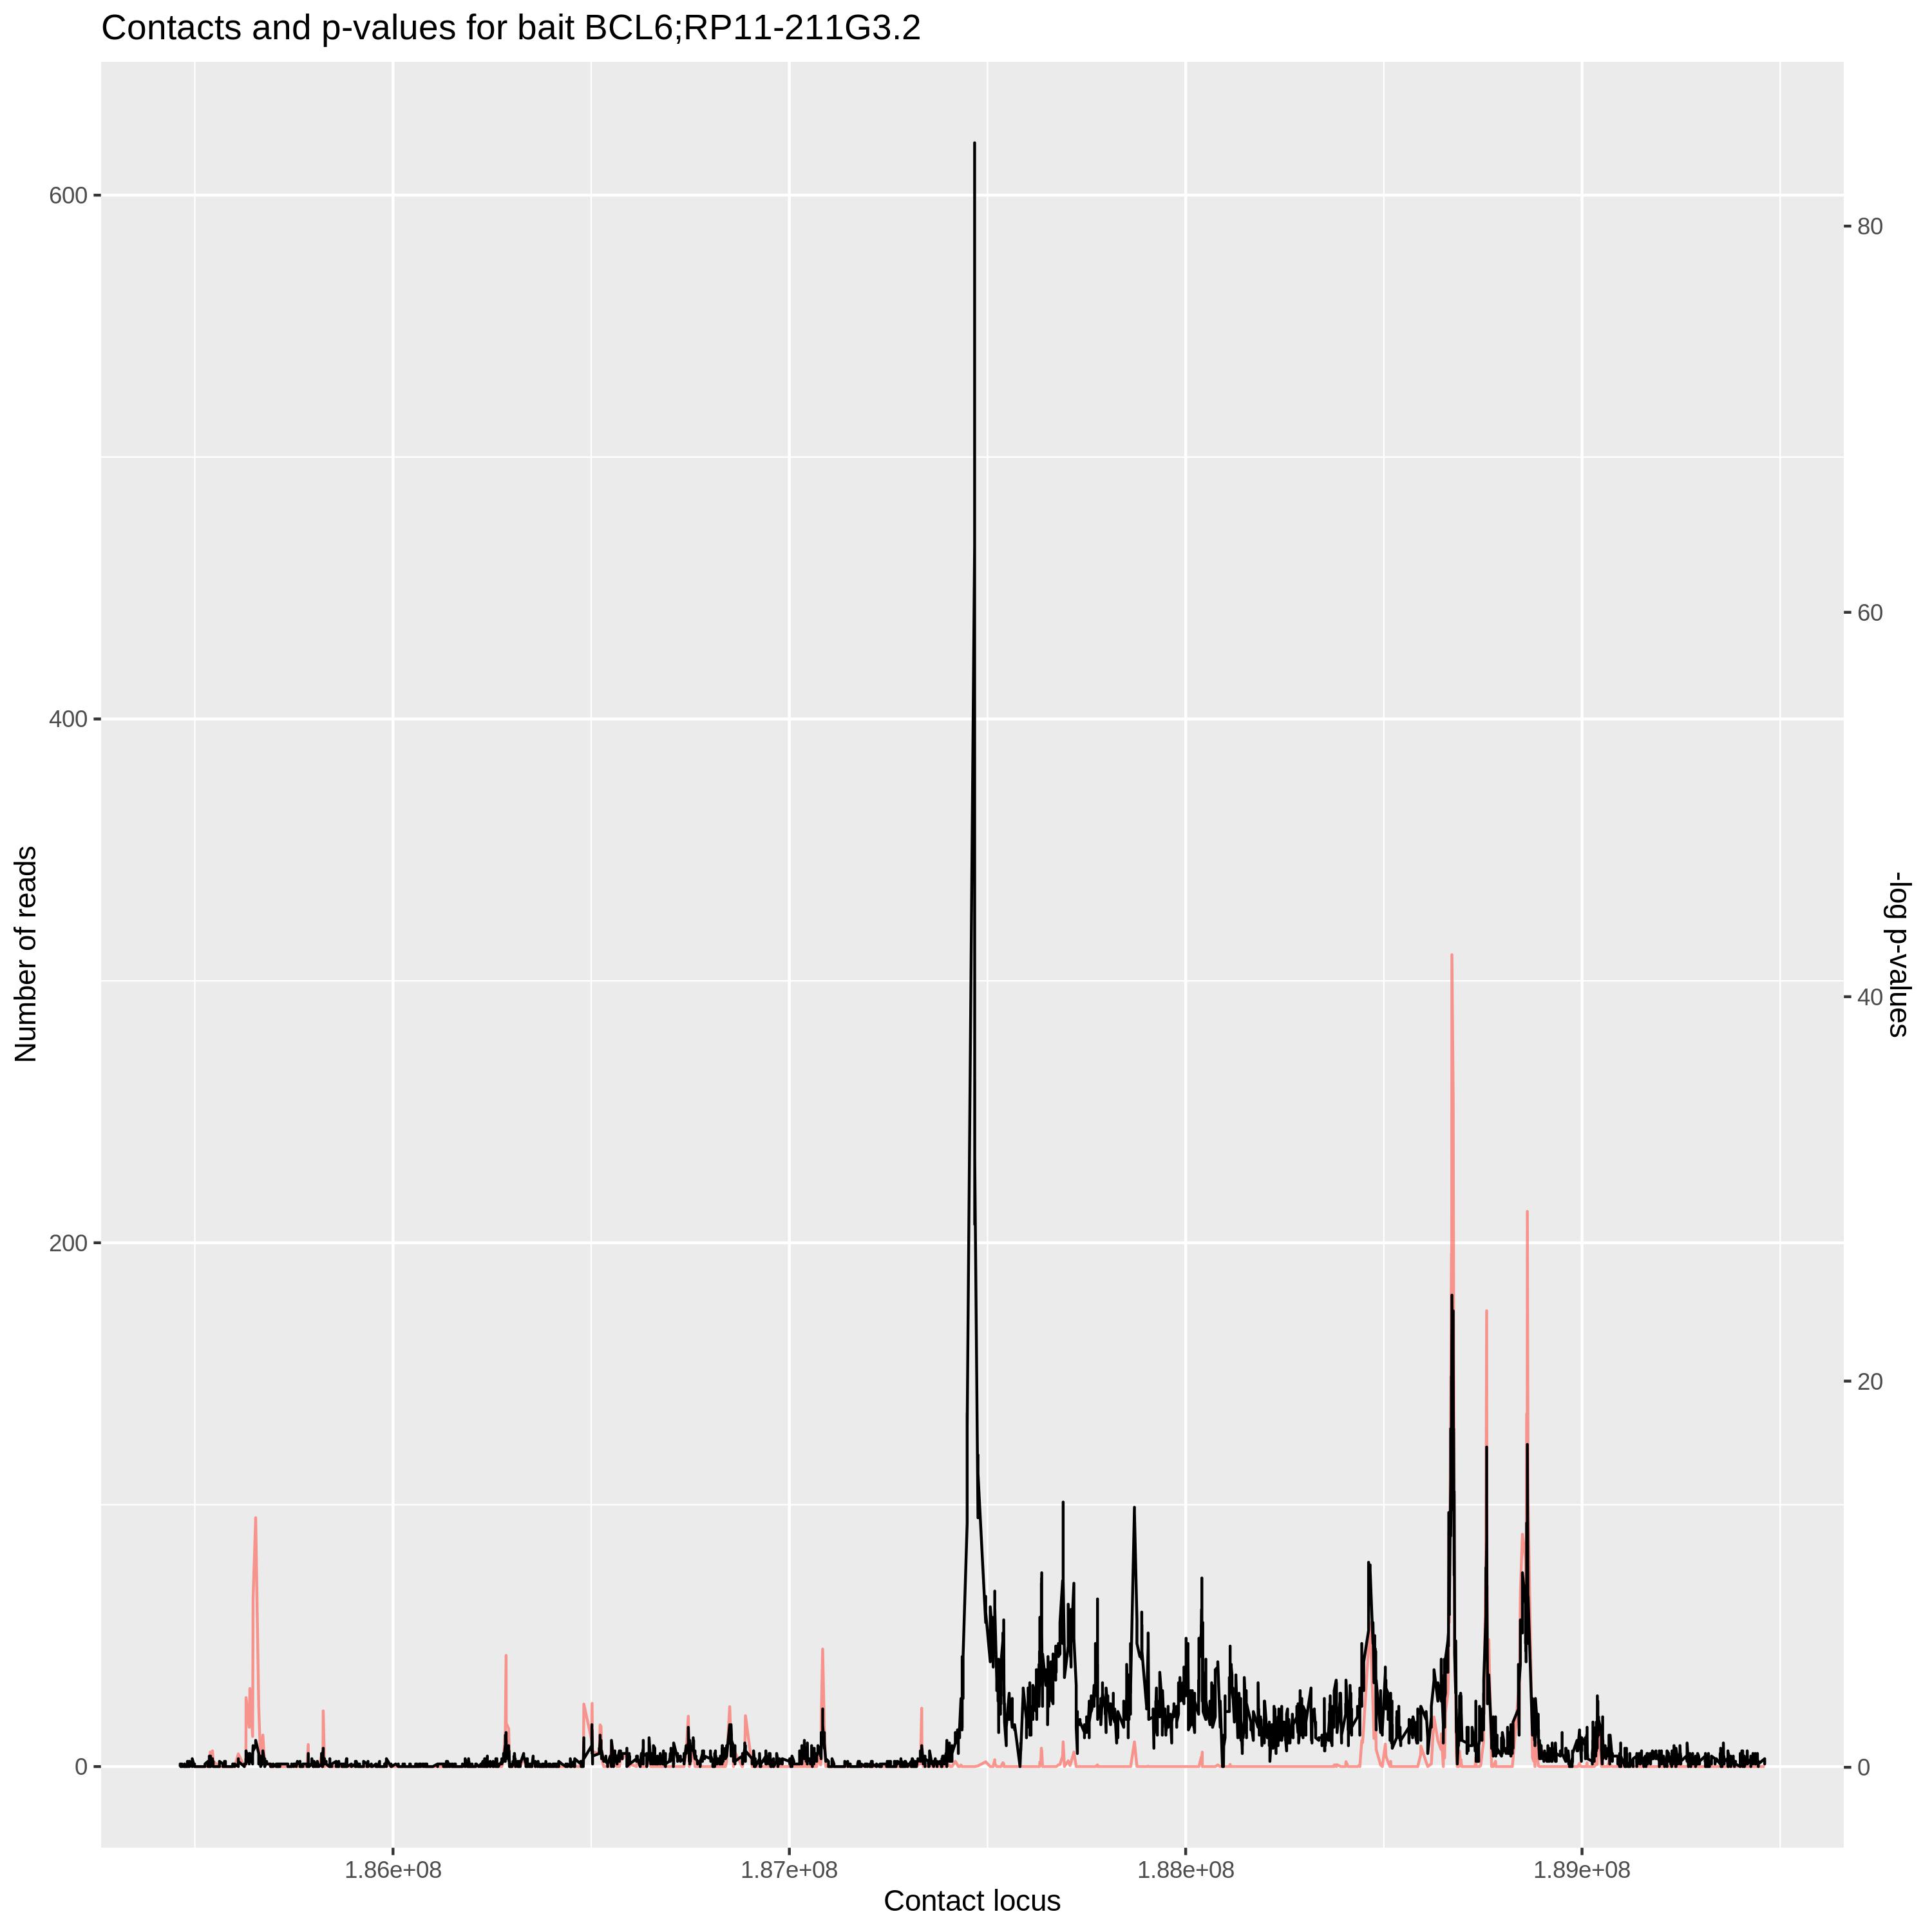 Contacts and p-values for bait BCL6;RP11-211G3.2
600
400
200
0
Number of reads
80
60
40
20
0
-log p-values
1.86e+08
1.87e+08
1.88e+08
1.89e+08
Contact locus